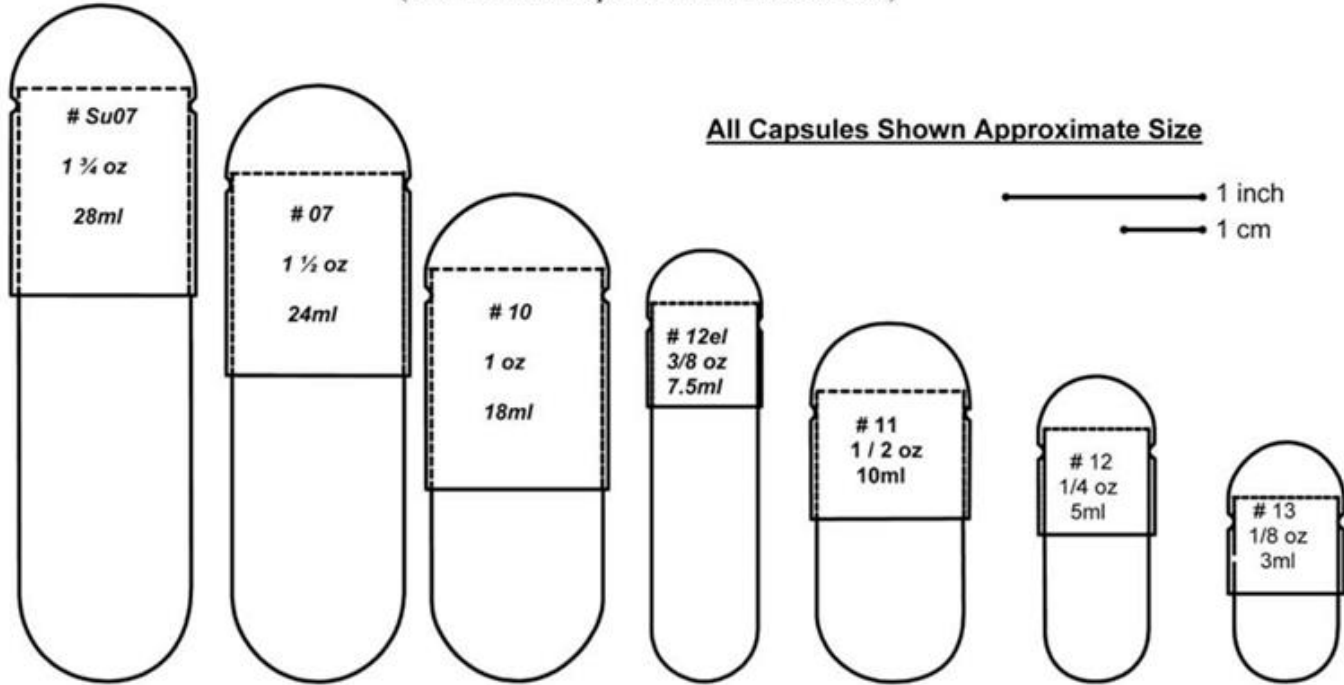 All Capsules Shown Approximate Size
1 inch
1 cm
# Su07
1 ¾ oz
28ml
# 07
1 ½ oz
24ml
# 10
1 oz
18ml
# 12el
3/8 oz
7.5ml
# 11
1 / 2 oz
10ml
# 12
1/4 oz
5ml
# 13
1/8 oz
3ml